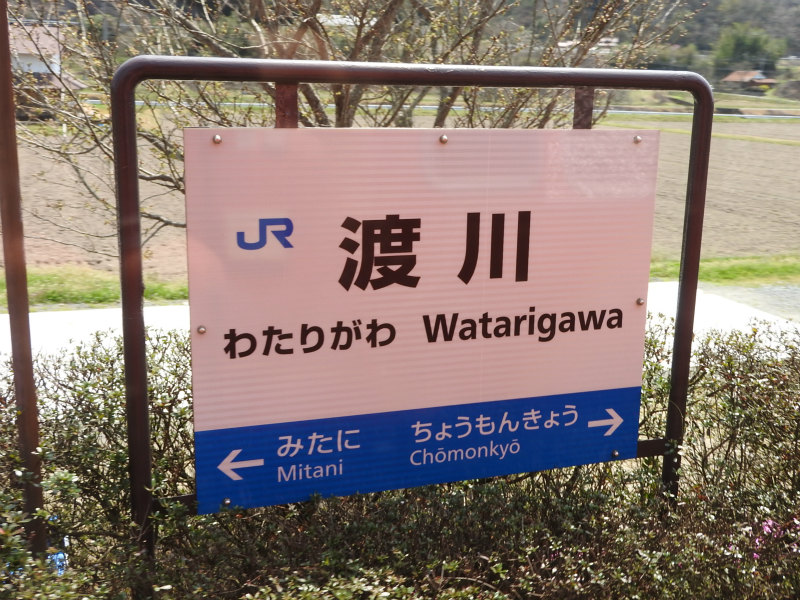 JR 渡川
わたりがわ Watarigawa
← みたに ちょうもんきょう →
Mitani Chōmonkyō